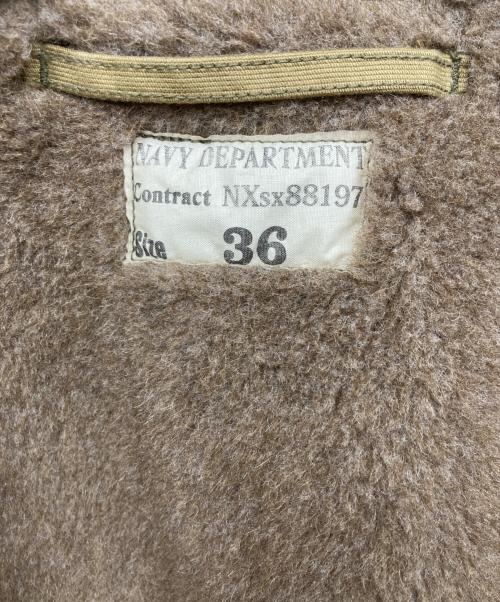 NAVY DEPARTMENT
Contract NXsx88197
Size 36